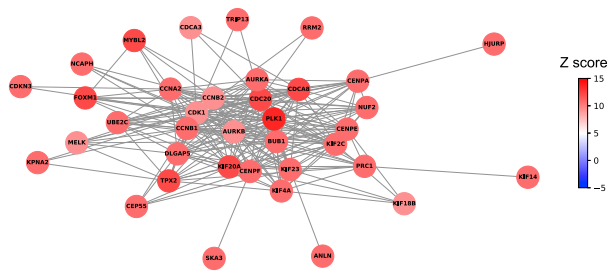 TRIP13
CDCA3
RRM2
MYBL2
HJURP
NCAPH
Z score
AURKA
CENPA
CDKN3
CCNA2
CDCA8
15
FOXM1
CCNB2
CDC20
NUF2
10
CDK1
PLK1
UBE2C
CCNB1
AURKB
CENPE
5
MELK
BUB1
KIF2C
DLGAP5
0
KPNA2
KIF20A
CENPF
KIF23
PRC1
KIF14
TPX2
-5
KIF4A
CEP55
KIF18B
SKA3
ANLN